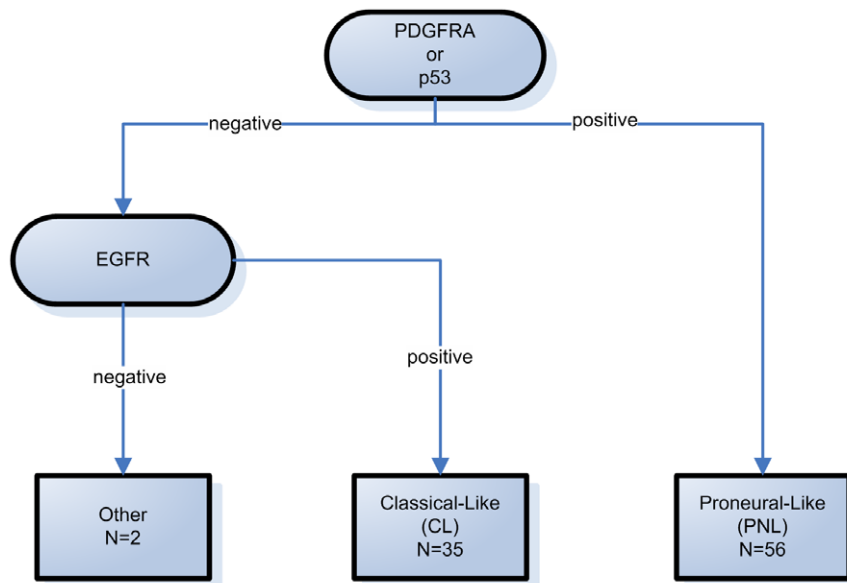 PDGFRA
or
p53
negative
positive
EGFR
negative
positive
Other
N=2
Classical-Like
(CL)
N=35
Proneural-Like
(PNL)
N=56